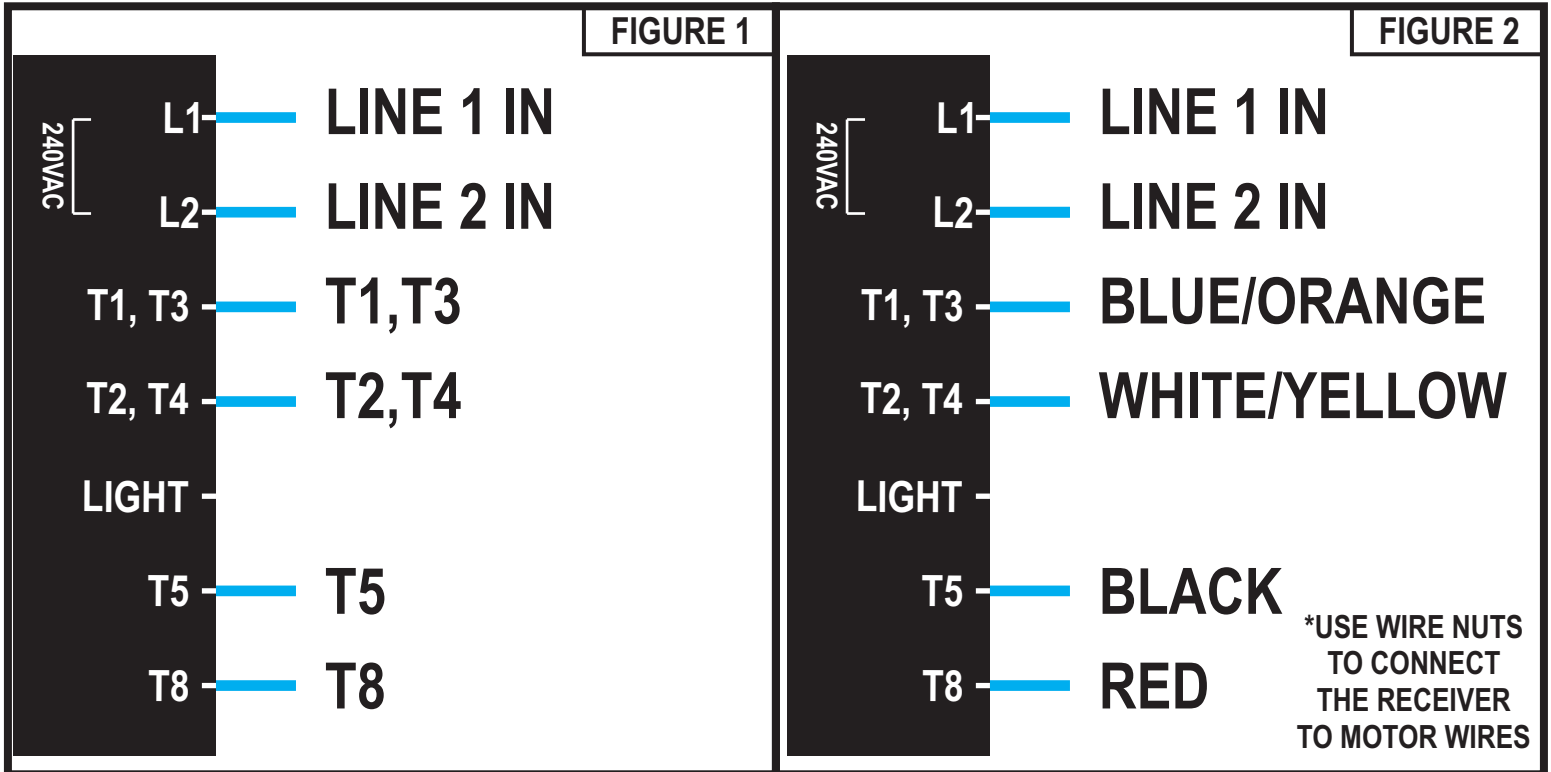 FIGURE 1
240VAC
L1 LINE 1 IN
L2 LINE 2 IN
T1, T3 T1,T3
T2, T4 T2,T4
LIGHT
T5 T5
T8 T8
FIGURE 2
240VAC
L1 LINE 1 IN
L2 LINE 2 IN
T1, T3 BLUE/ORANGE
T2, T4 WHITE/YELLOW
LIGHT
T5 BLACK
T8 RED
*USE WIRE NUTS
TO CONNECT
THE RECEIVER
TO MOTOR WIRES